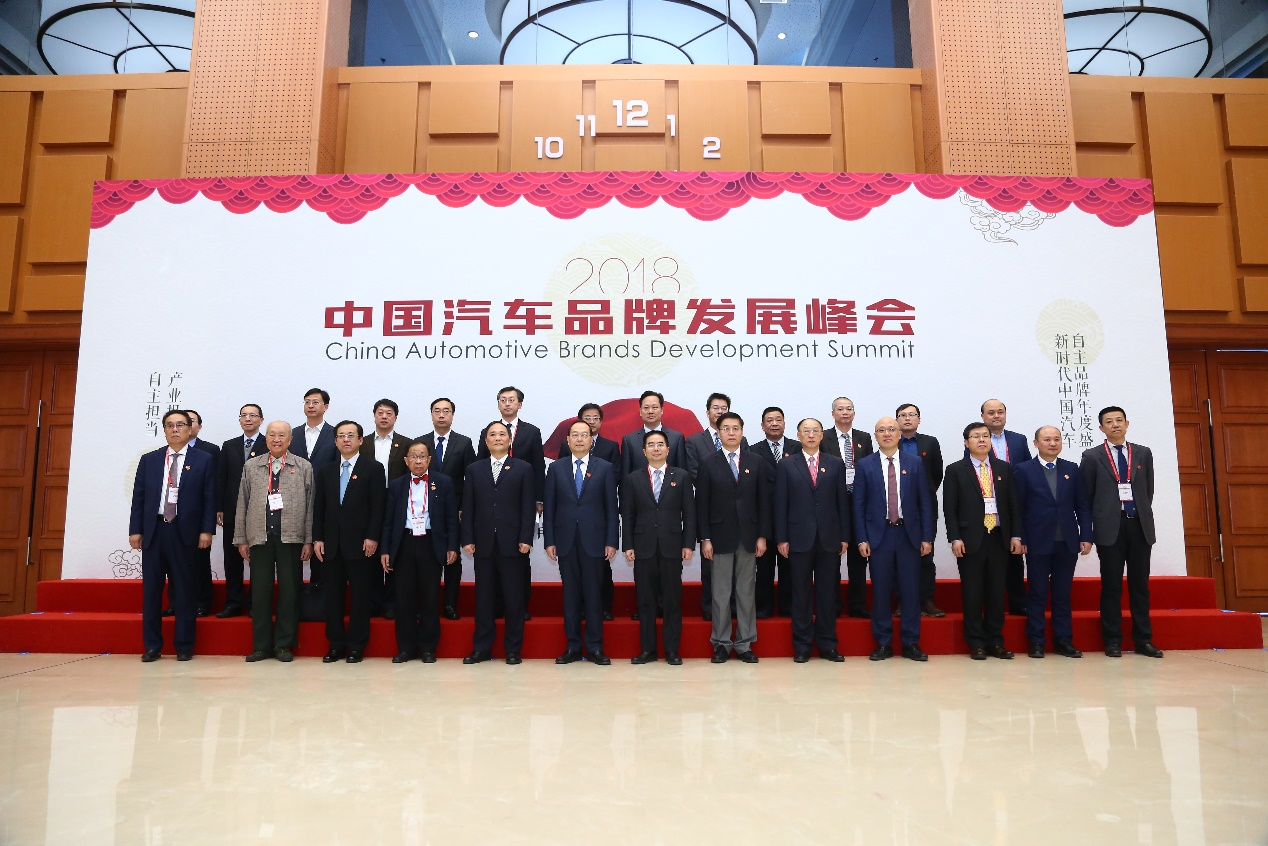 10 11 12 1 2
2018
中国汽车品牌发展峰会
China Automotive Brands Development Summit
自主品牌年度盛
新时代中国汽车
产业
自主担当